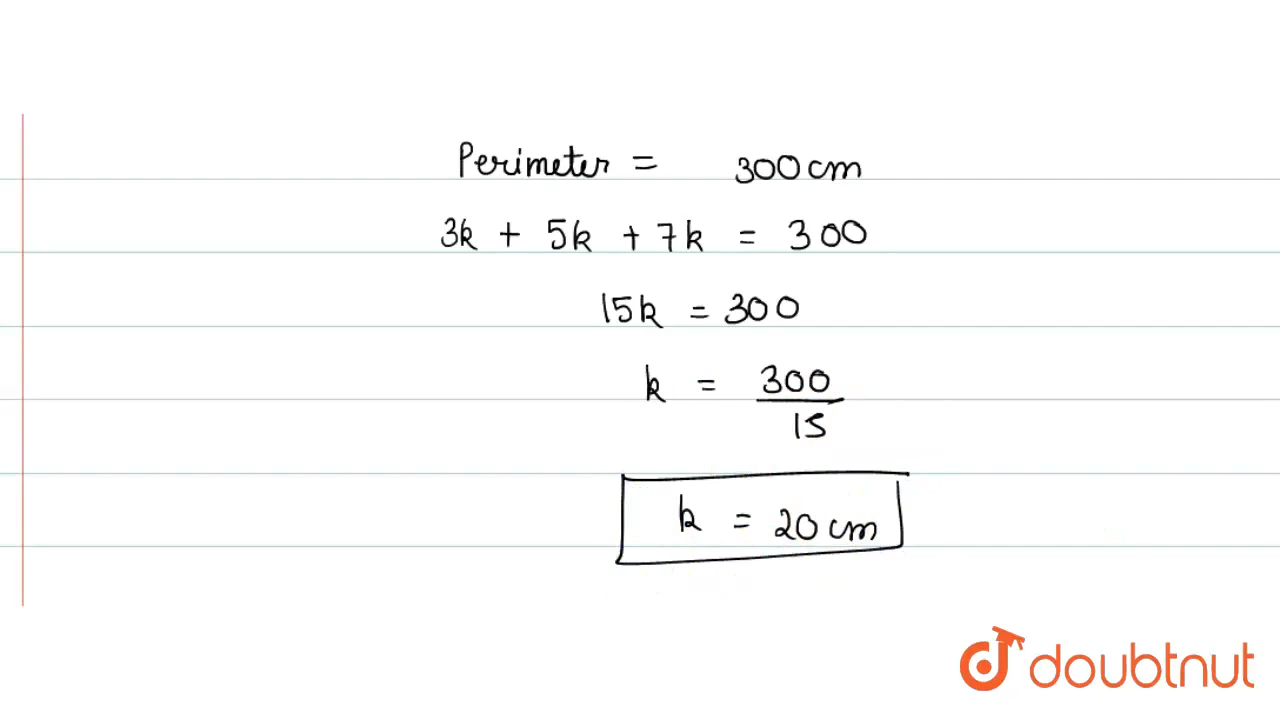 Perimeter = 300 cm
3k + 5k + 7k = 300
15k = 300
k = 300
15
k = 20 cm
doubtnut